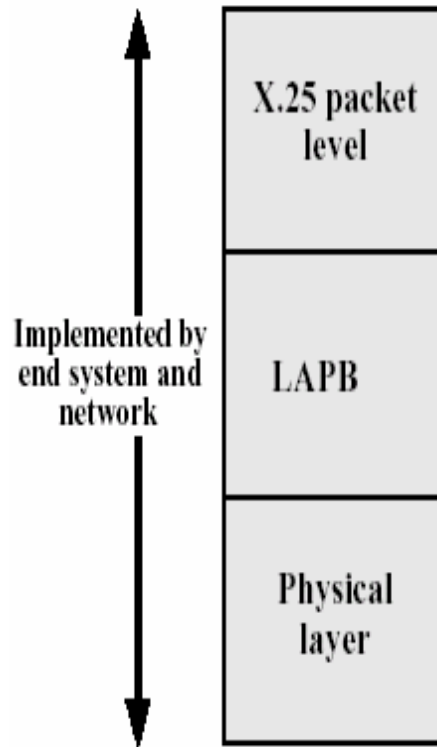 X.25 packet
level
Implemented by
end system and
network
LAPB
Physical
layer